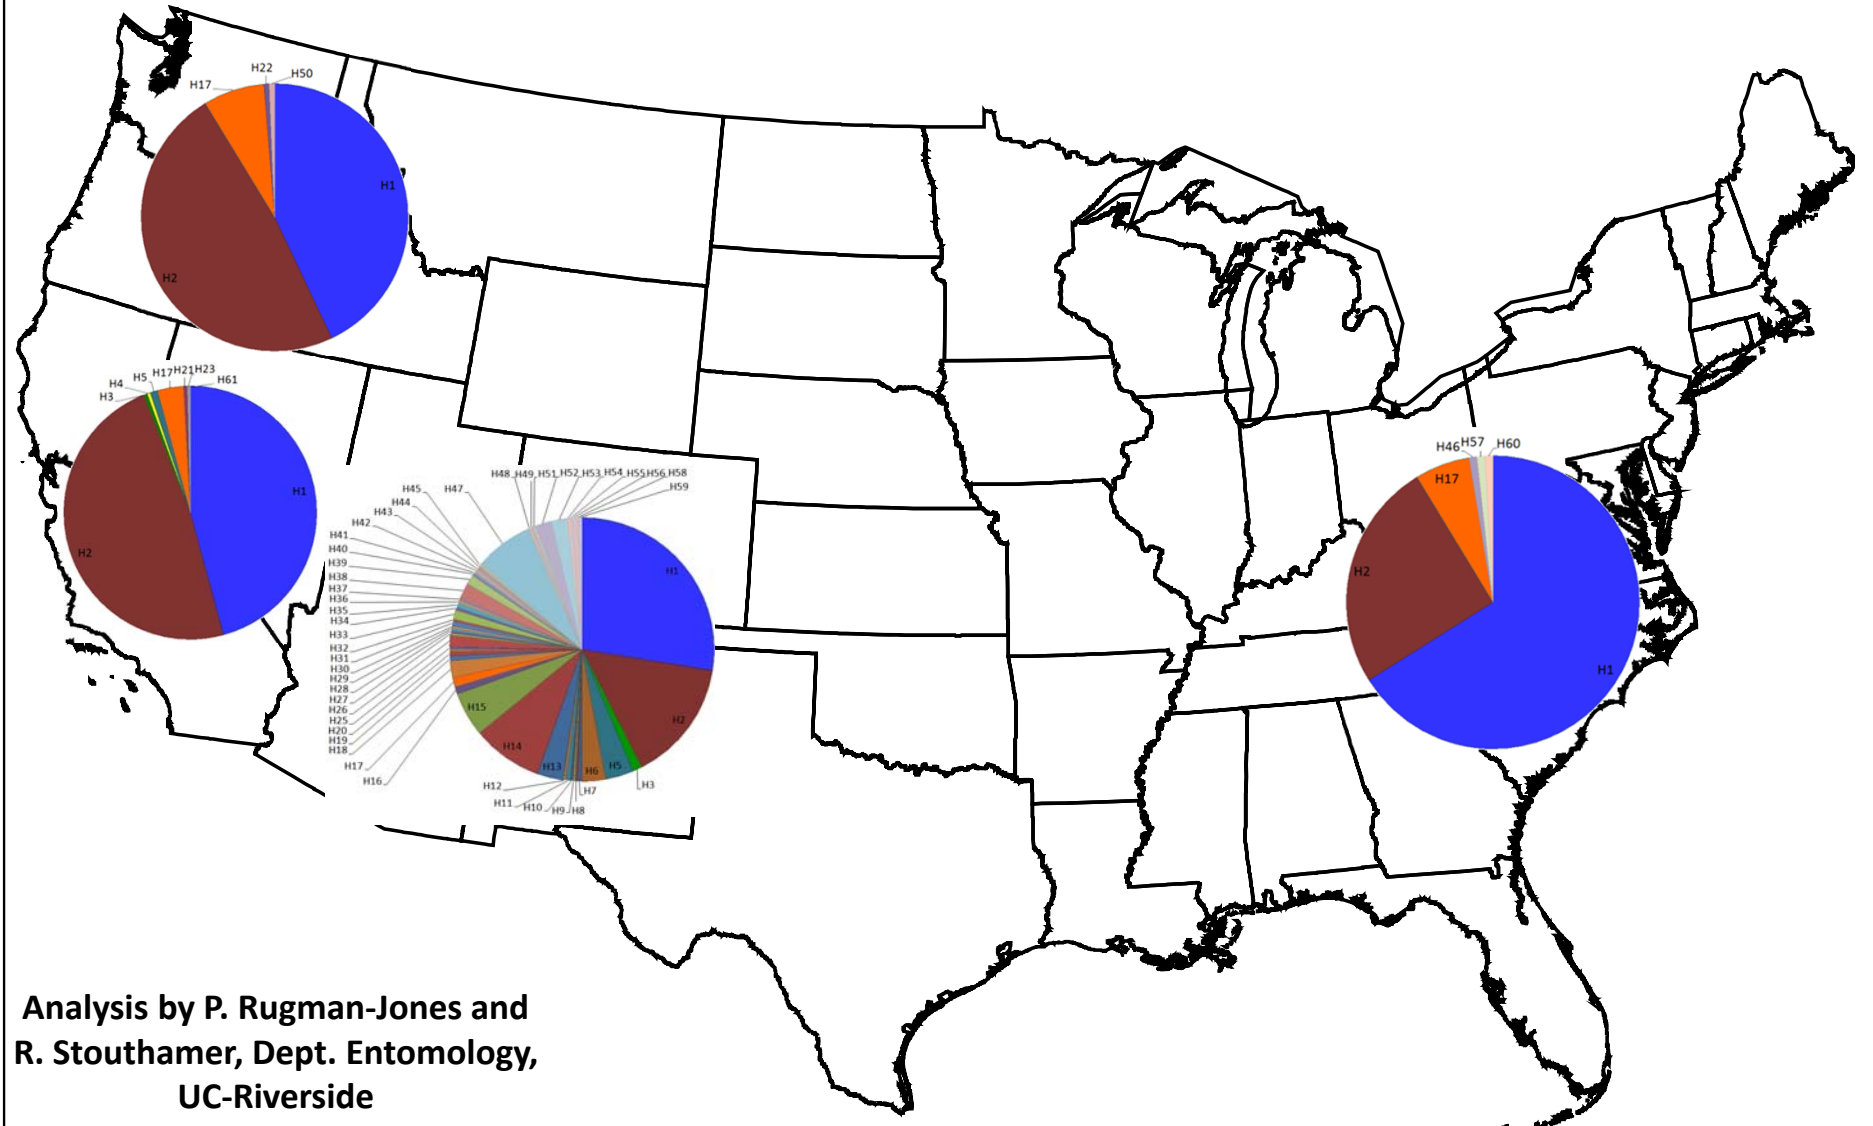 H22
H50
H17
H1
H2
H4
H5
H17
H21
H23
H61
H3
H1
H2
H48
H49
H51
H52
H53
H54
H55
H56
H58
H59
H47
H45
H44
H43
H42
H41
H40
H39
H38
H37
H36
H35
H34
H33
H32
H31
H30
H29
H28
H27
H26
H25
H20
H19
H18
H17
H16
H1
H2
H15
H14
H13
H6
H5
H3
H12
H7
H11
H10
H9
H8
H46
H57
H60
H17
H2
H1
Analysis by P. Rugman-Jones and
R. Stouthamer, Dept. Entomology,
UC-Riverside